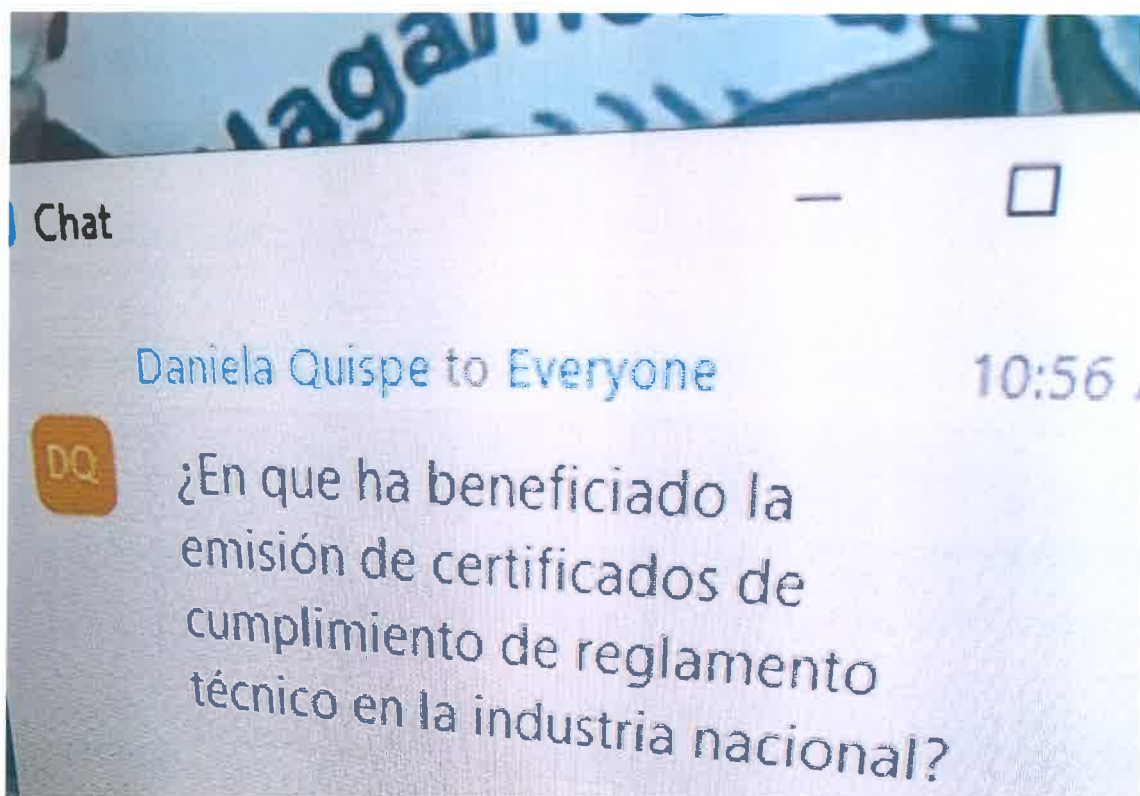 Chat
Daniela Quispe to Everyone
10:56
DQ
¿En que ha beneficiado la
emisión de certificados de
cumplimiento de reglamento
técnico en la industria nacional?